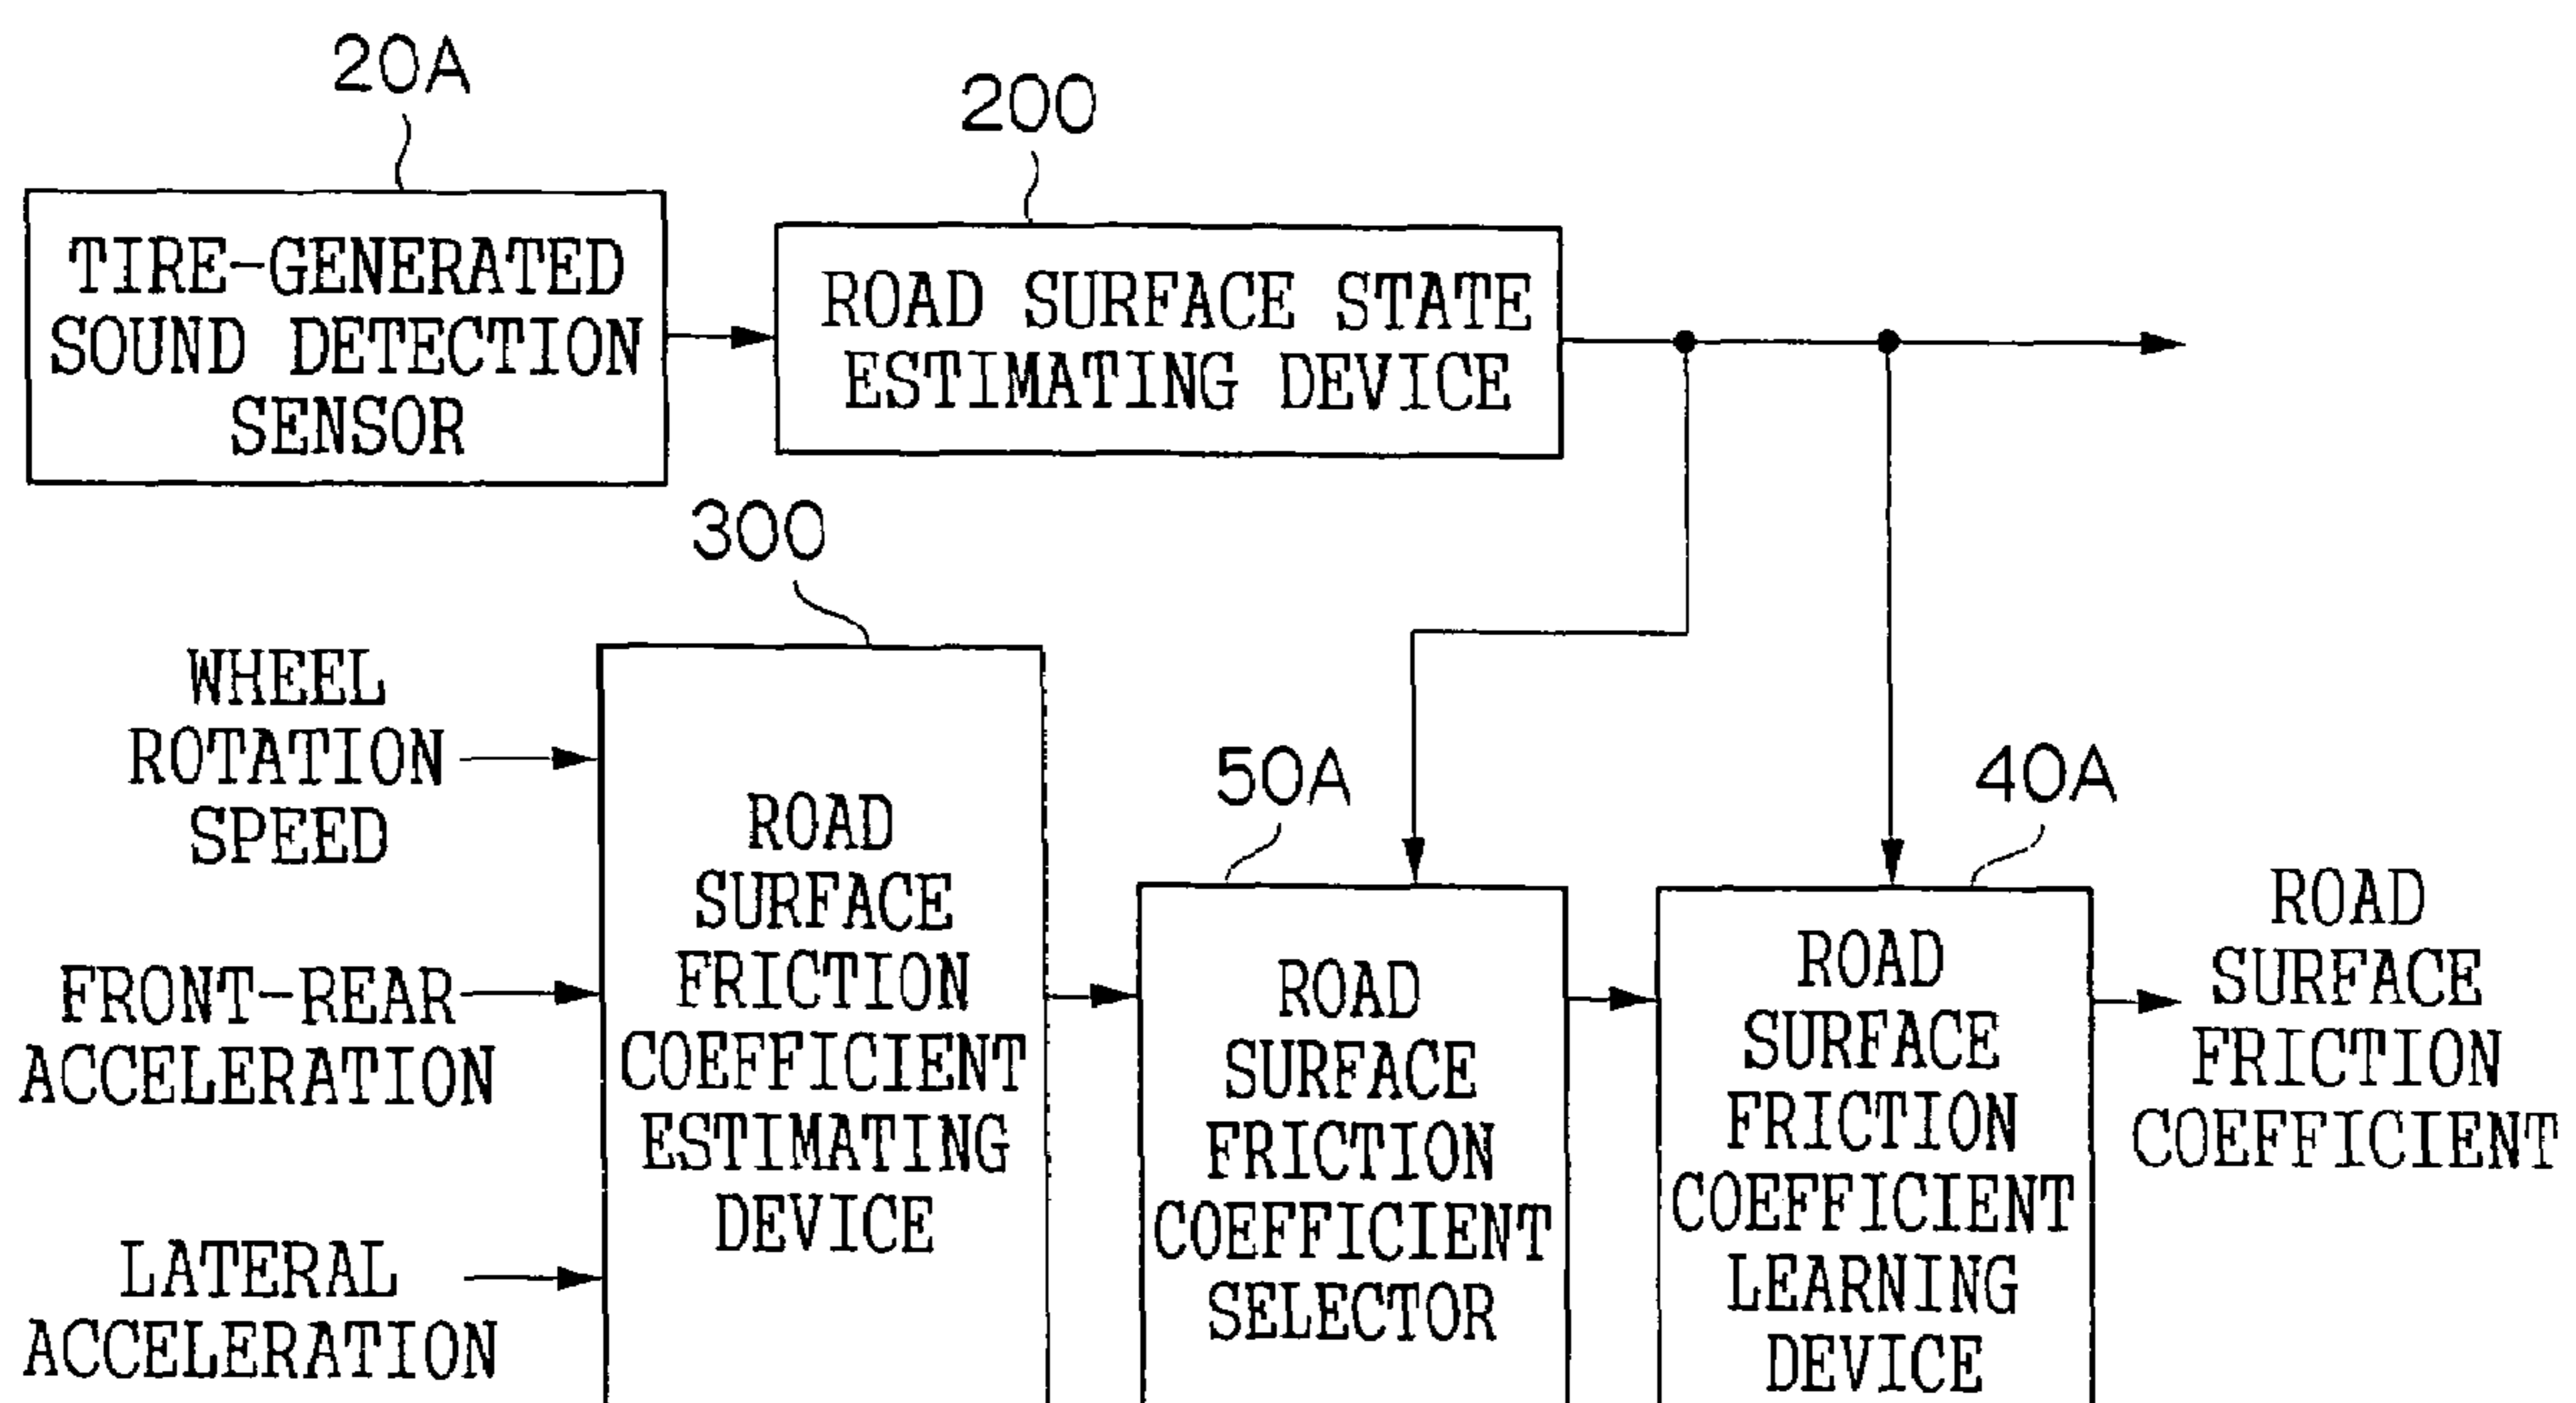 20A
TIRE-GENERATED
SOUND DETECTION
SENSOR
200
ROAD SURFACE STATE
ESTIMATING DEVICE
300
WHEEL
ROTATION
SPEED
FRONT-REAR
ACCELERATION
LATERAL
ACCELERATION
ROAD
SURFACE
FRICTION
COEFFICIENT
ESTIMATING
DEVICE
50A
ROAD
SURFACE
FRICTION
COEFFICIENT
SELECTOR
40A
ROAD
SURFACE
FRICTION
COEFFICIENT
LEARNING
DEVICE
ROAD
SURFACE
FRICTION
COEFFICIENT